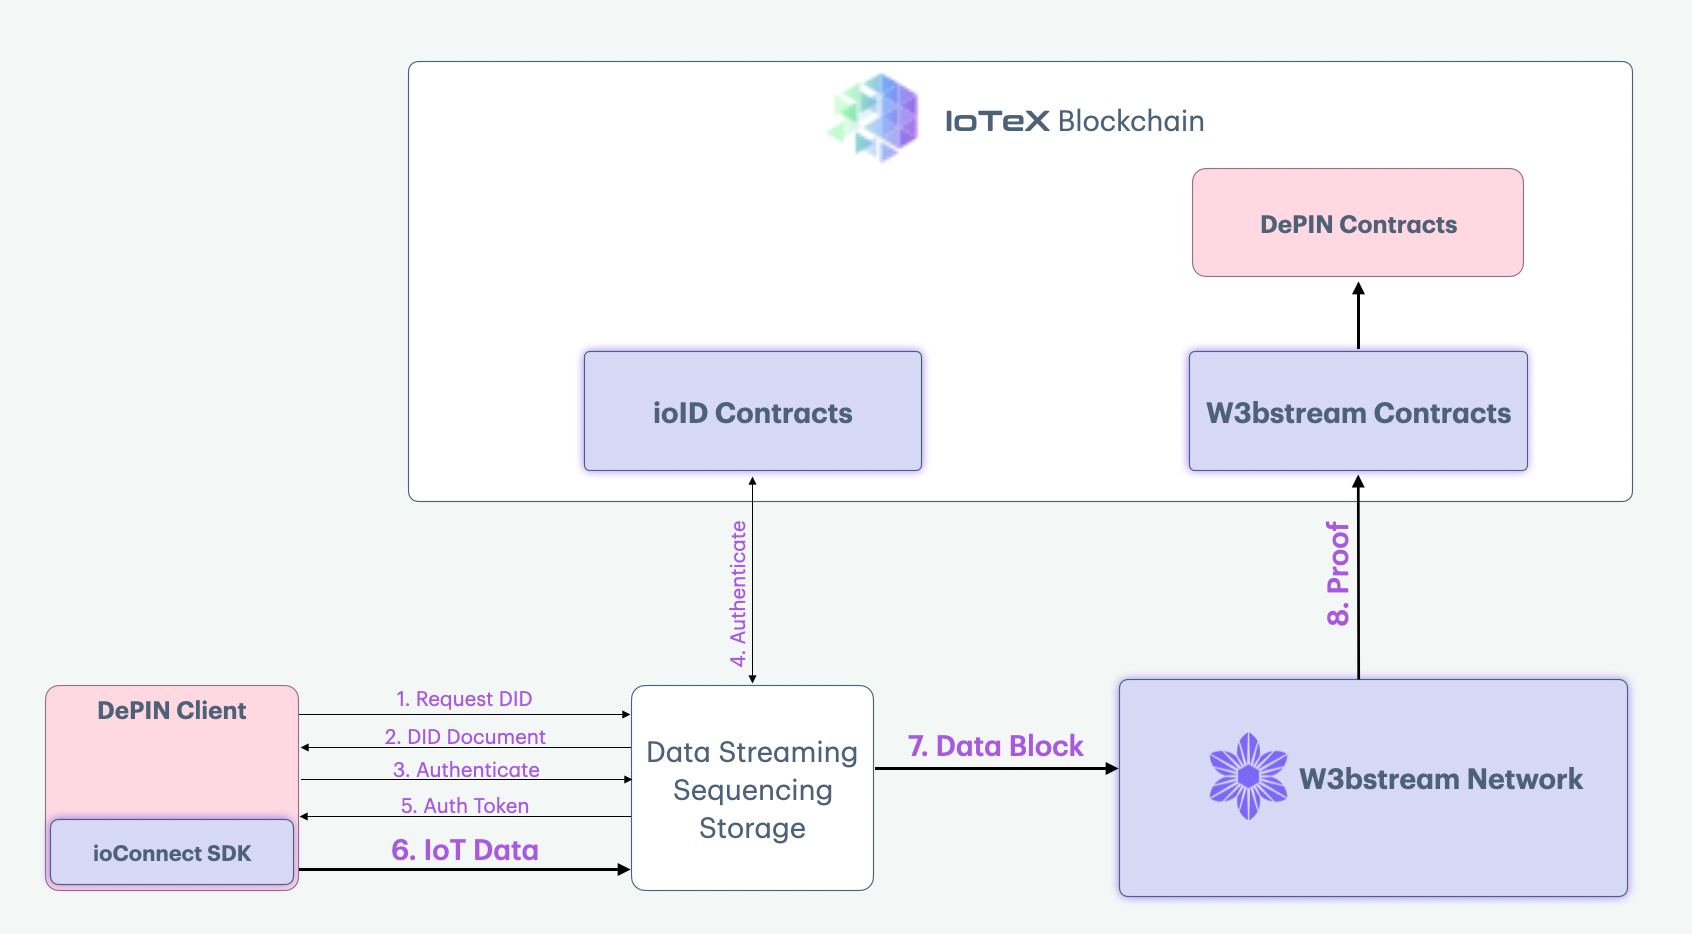 IoTeX Blockchain
DePIN Contracts
ioID Contracts
W3bstream Contracts
4. Authenticate
8. Proof
DePIN Client
1. Request DID
2. DID Document
3. Authenticate
5. Auth Token
6. IoT Data
ioConnect SDK
Data Streaming
Sequencing
Storage
7. Data Block
W3bstream Network